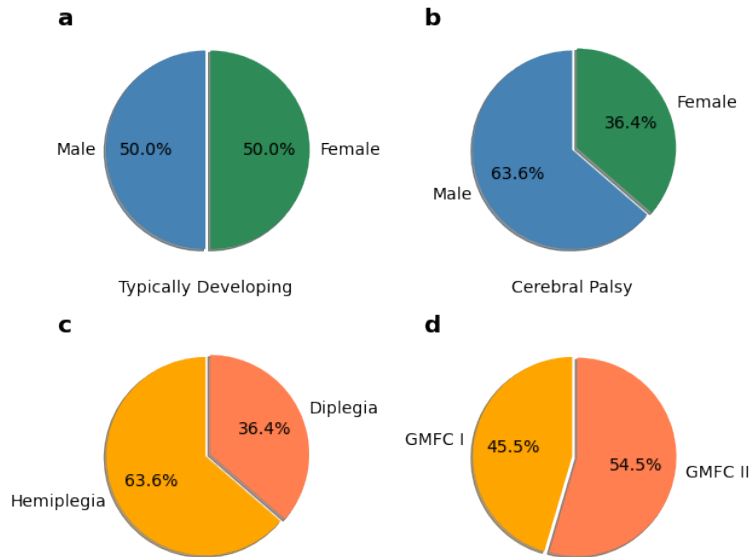 a
Male
50.0%
50.0%
Female
Typically Developing
b
Female
36.4%
63.6%
Male
Cerebral Palsy
c
Diplegia
36.4%
63.6%
Hemiplegia
d
GMFC I
45.5%
54.5%
GMFC II